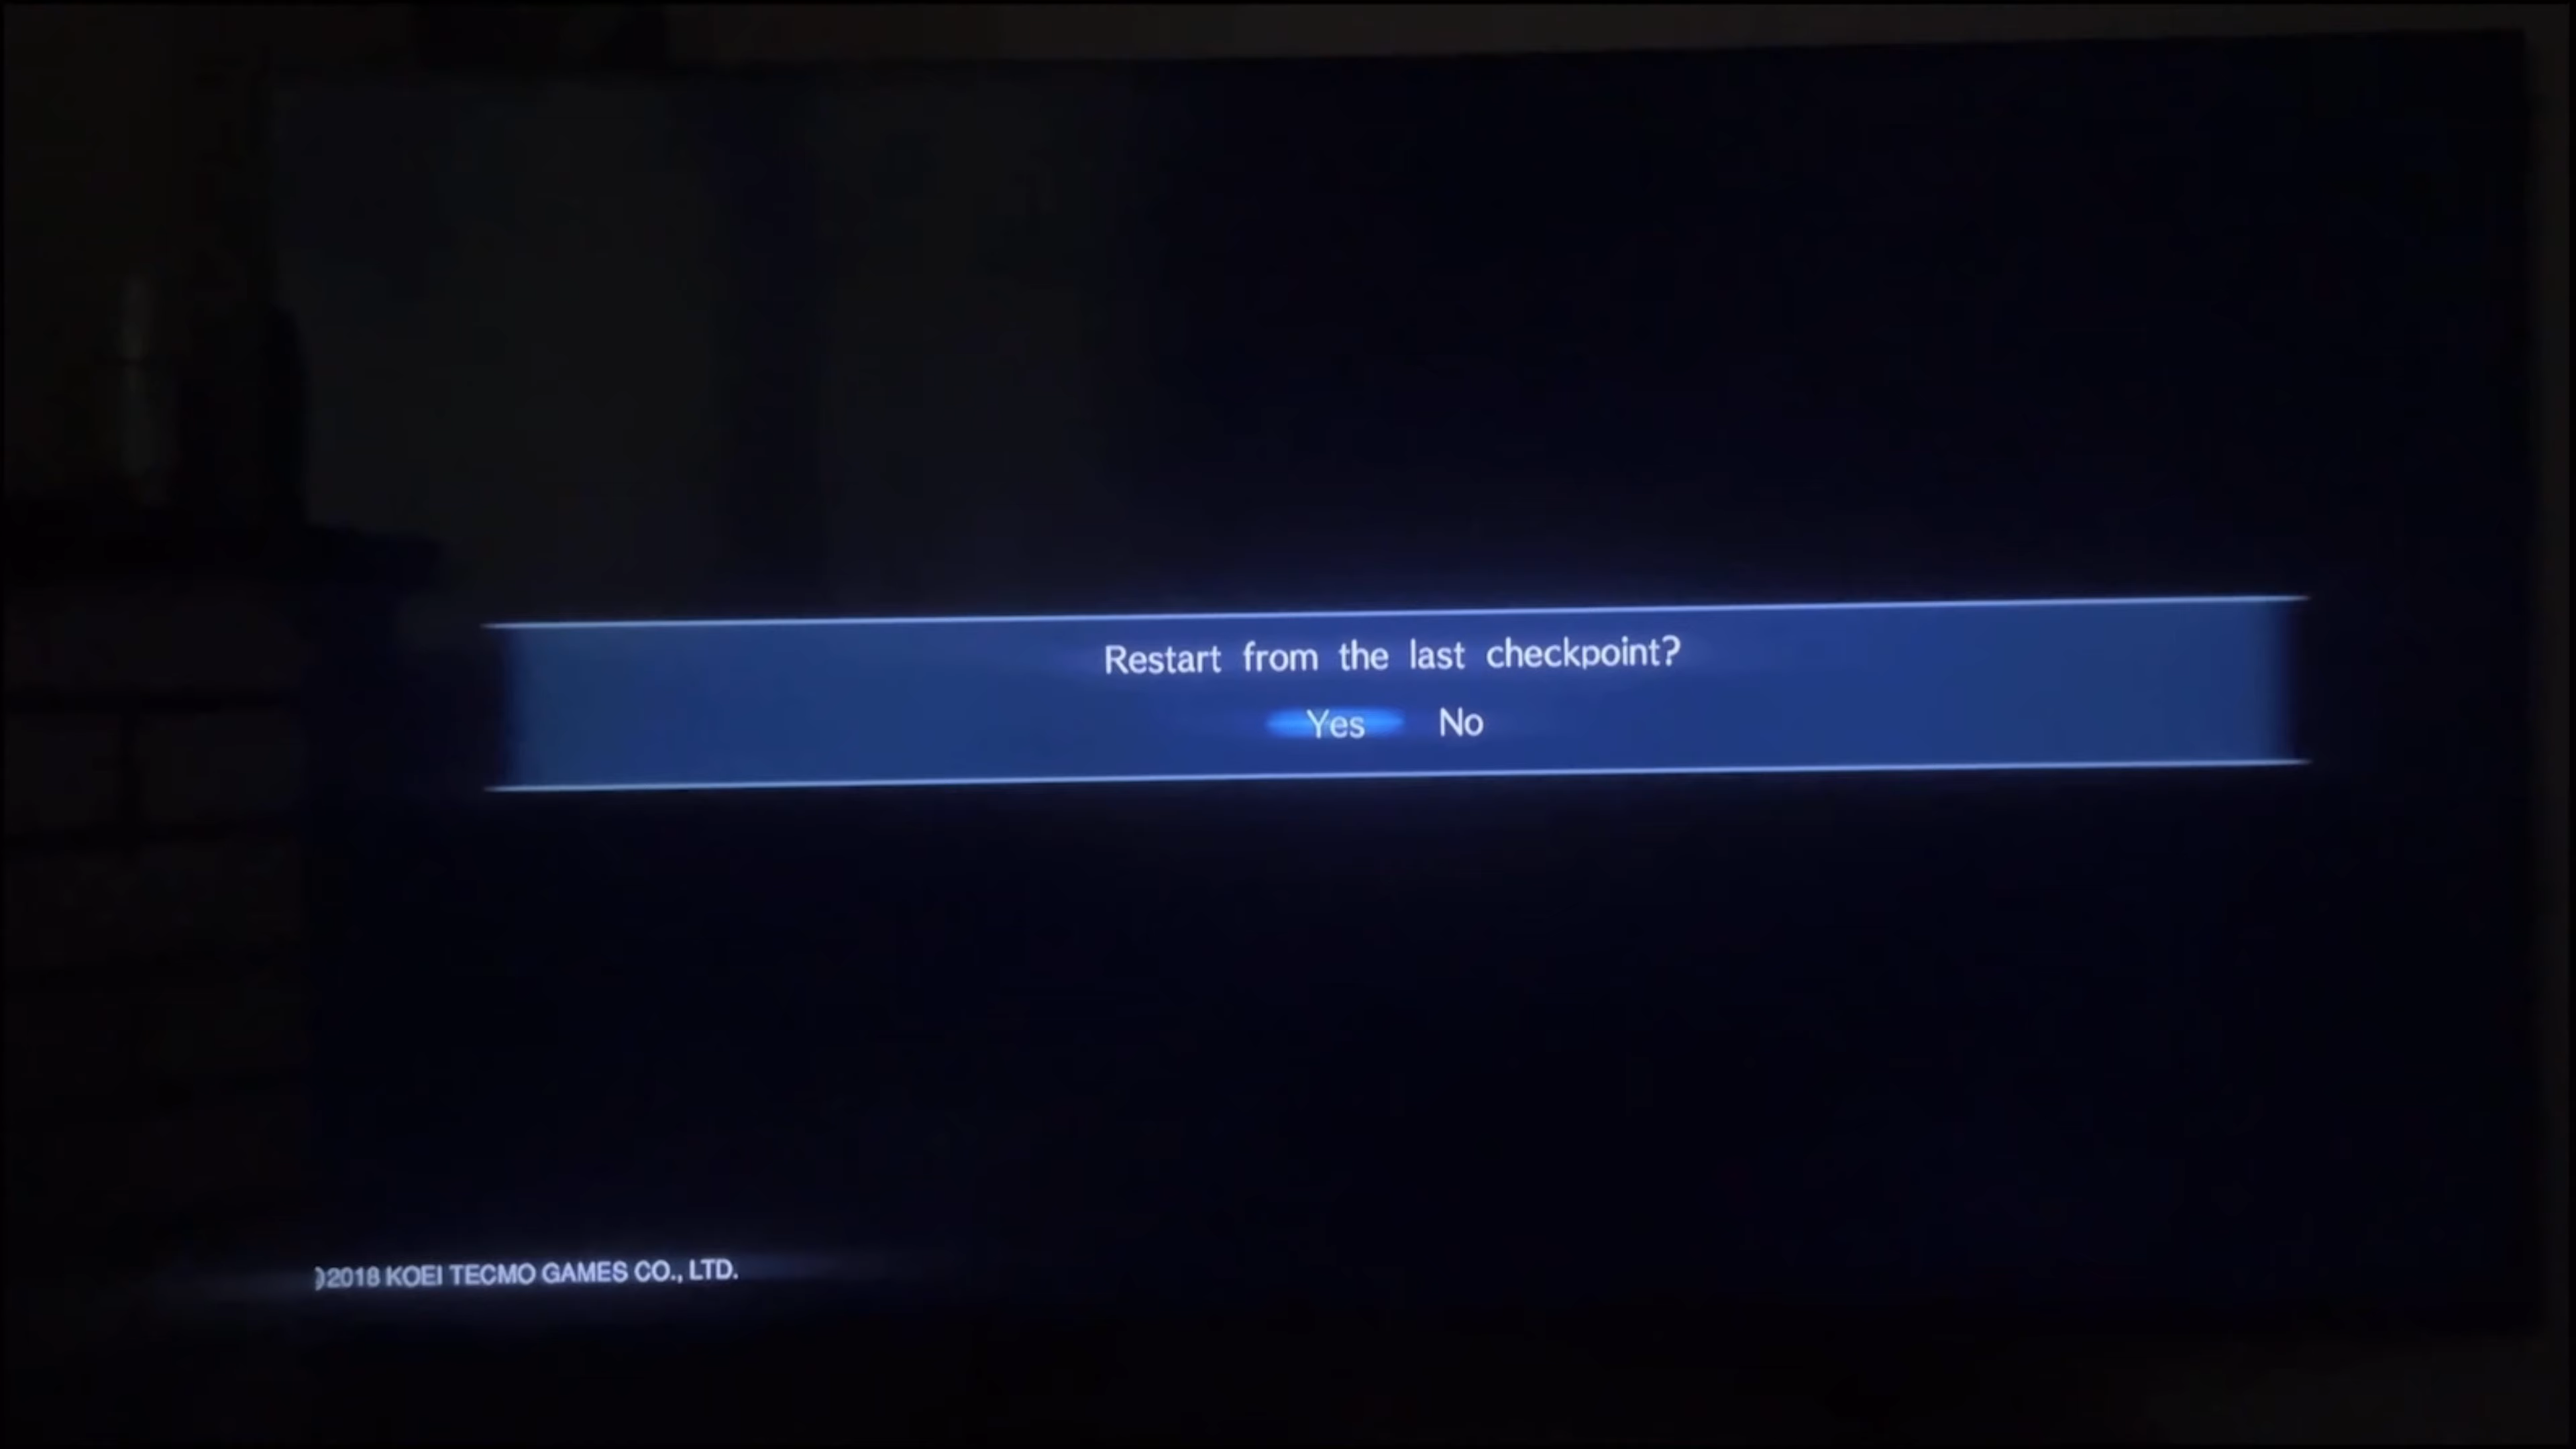 Restart from the last checkpoint?
Yes No
)2018 KOEI TECMO GAMES CO., LTD.